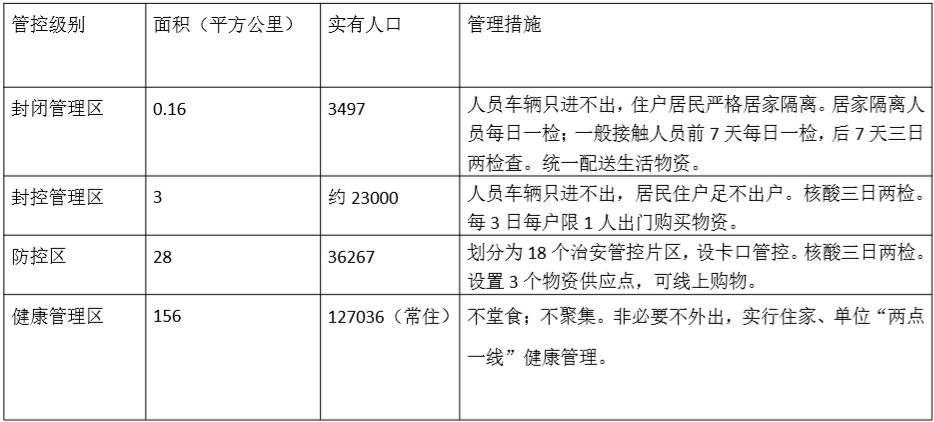 管控级别 面积（平方公里） 实有人口 管理措施
封闭管理区 0.16 3497 人员车辆只进不出，住户居民严格居家隔离。居家隔离人
员每日一检；一般接触人员前 7 天每日一检，后 7 天三日
两检查。统一配送生活物资。
封控管理区 3 约 23000 人员车辆只进不出，居民住户足不出户。核酸三日两检。
每 3 日每户限 1 人出门购买物资。
防控区 28 36267 划分为 18 个治安管控片区，设卡口管控。核酸三日两检。
设置 3 个物资供应点，可线上购物。
健康管理区 156 127036（常住） 不堂食；不聚集。非必要不外出，实行住家、单位“两点
一线”健康管理。